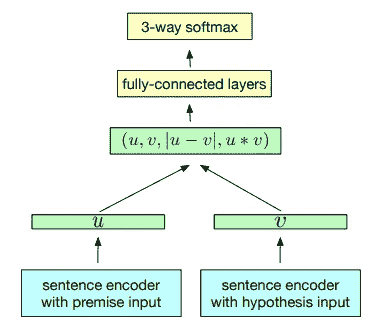 3-way softmax
fully-connected layers
(u, v, |u − v|, u ∗ v)
u
v
sentence encoder
with premise input
sentence encoder
with hypothesis input